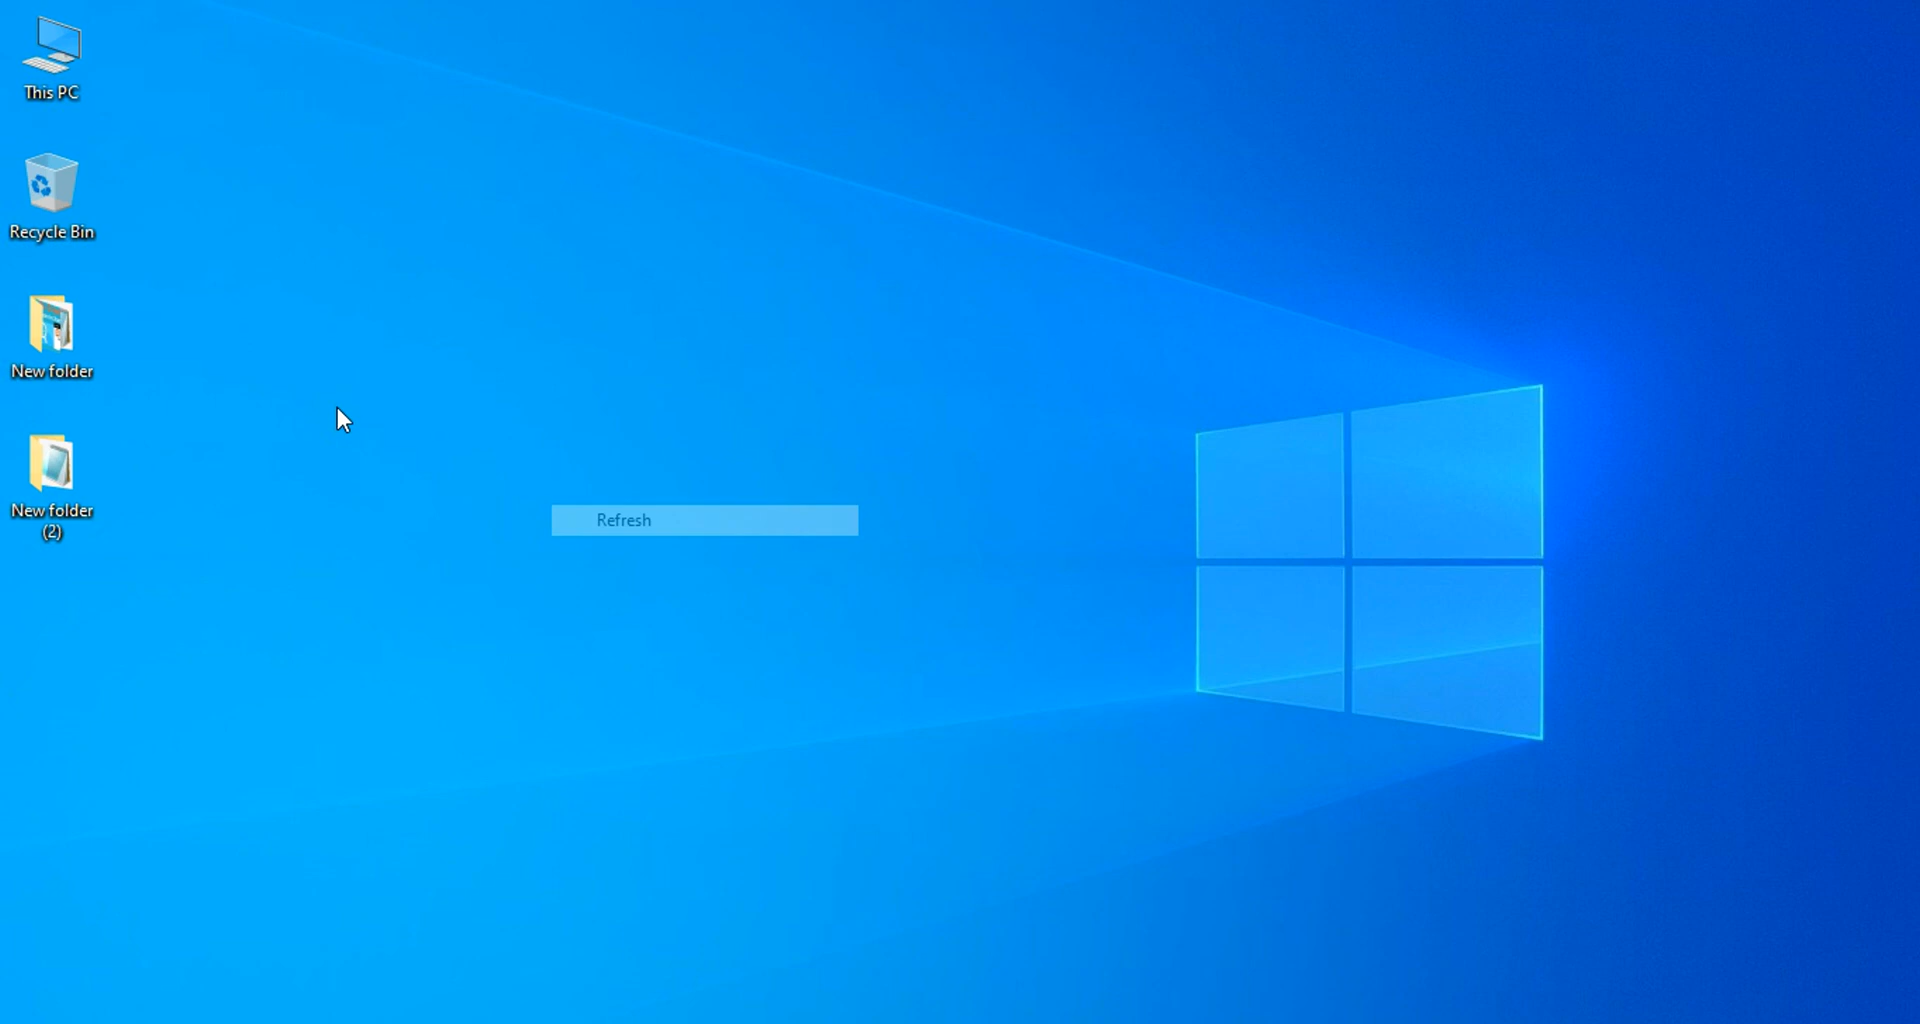 This PC
Recycle Bin
New folder
New folder
(2)
Refresh